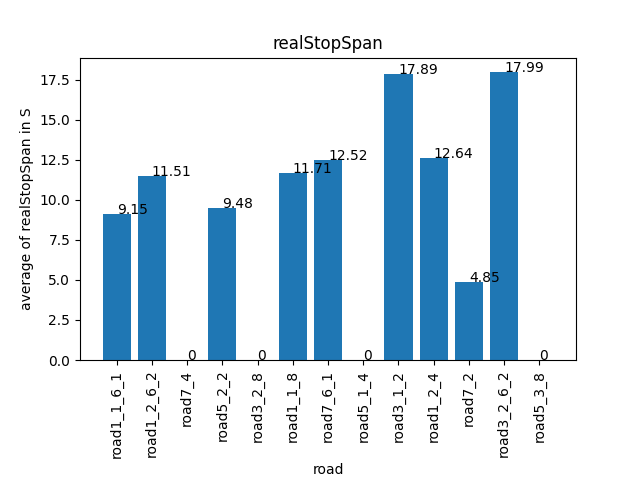 realStopSpan
average of realStopSpan in S
17.5
15.0
12.5
10.0
7.5
5.0
2.5
0.0
9.15
11.51
0
9.48
0
11.71
12.52
0
17.89
12.64
4.85
17.99
0
road1_1_6_1
road1_2_6_2
road7_4
road5_2_2
road3_2_8
road1_1_8
road7_6_1
road5_1_4
road3_1_2
road1_2_4
road7_2
road3_2_6_2
road5_3_8
road